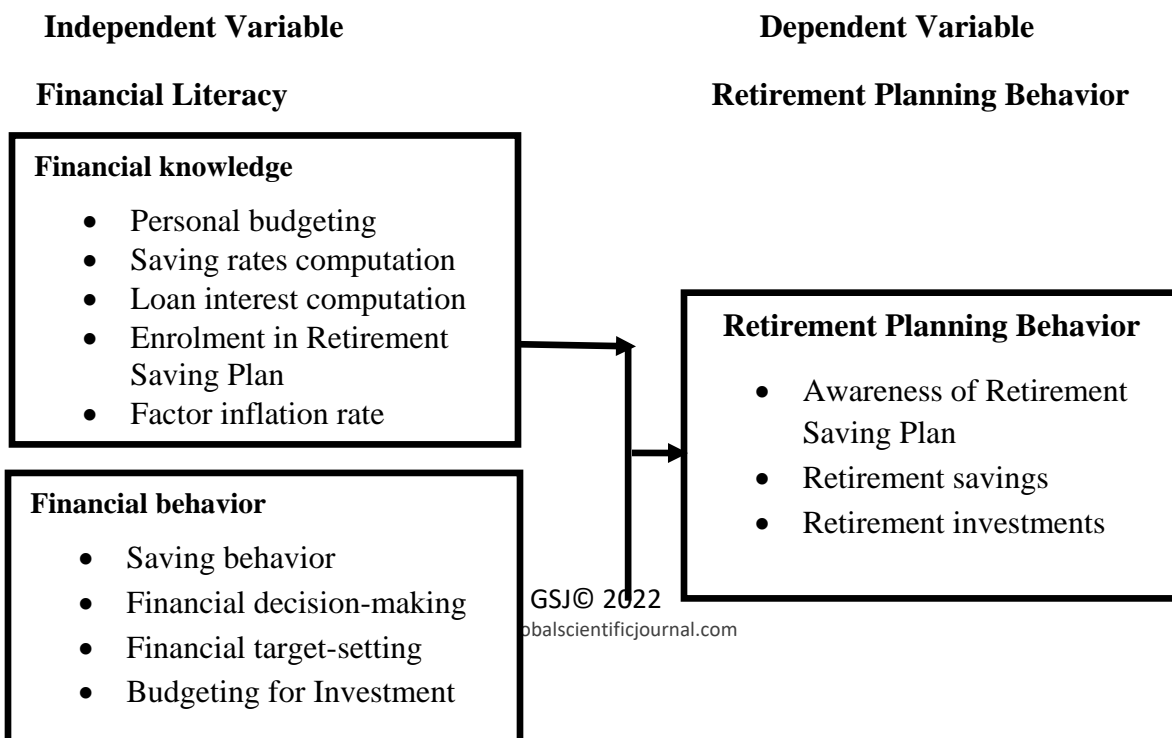 Independent Variable
Dependent Variable
Financial Literacy
Retirement Planning Behavior
Financial knowledge
• Personal budgeting
• Saving rates computation
• Loan interest computation
• Enrolment in Retirement
Saving Plan
• Factor inflation rate
Retirement Planning Behavior
• Awareness of Retirement
Saving Plan
• Retirement savings
• Retirement investments
Financial behavior
• Saving behavior
• Financial decision-making
• Financial target-setting
• Budgeting for Investment
GSJ© 2022
obalscientificjournal.com